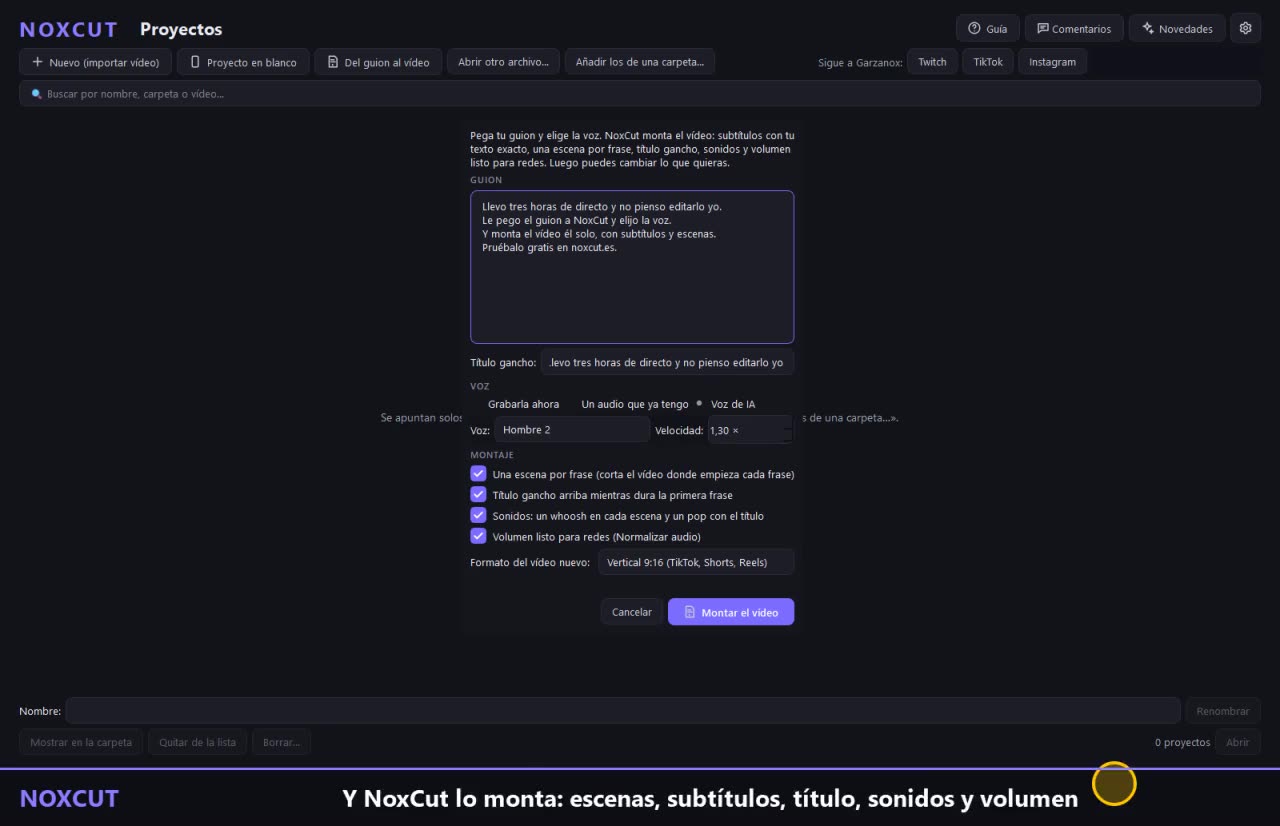 NOXCUT Proyectos Guía Comentarios Novedades
Nuevo (importar vídeo) Proyecto en blanco Del guion al vídeo Abrir otro archivo... Añadir los de una carpeta... Sigue a Garzanox: Twitch TikTok Instagram
Buscar por nombre, carpeta o vídeo...
Pega tu guion y elige la voz. NoxCut monta el vídeo: subtítulos con tu
texto exacto, una escena por frase, título gancho, sonidos y volumen
listo para redes. Luego puedes cambiar lo que quieras.
GUION
Llevo tres horas de directo y no pienso editarlo yo.
Le pego el guion a NoxCut y elijo la voz.
Y monta el vídeo él solo, con subtítulos y escenas.
Pruébalo gratis en noxcut.es.
Título gancho: .levo tres horas de directo y no pienso editarlo yo
VOZ
Grabarla ahora Un audio que ya tengo Voz de IA
Se apuntan solos s de una carpeta...».
Voz: Hombre 2 Velocidad: 1,30 ×
MONTAJE
Una escena por frase (corta el vídeo donde empieza cada frase)
Título gancho arriba mientras dura la primera frase
Sonidos: un whoosh en cada escena y un pop con el título
Volumen listo para redes (Normalizar audio)
Formato del vídeo nuevo: Vertical 9:16 (TikTok, Shorts, Reels)
Cancelar Montar el vídeo
Nombre: Renombrar
Mostrar en la carpeta Quitar de la lista Borrar... 0 proyectos Abrir
NOXCUT Y NoxCut lo monta: escenas, subtítulos, título, sonidos y volumen